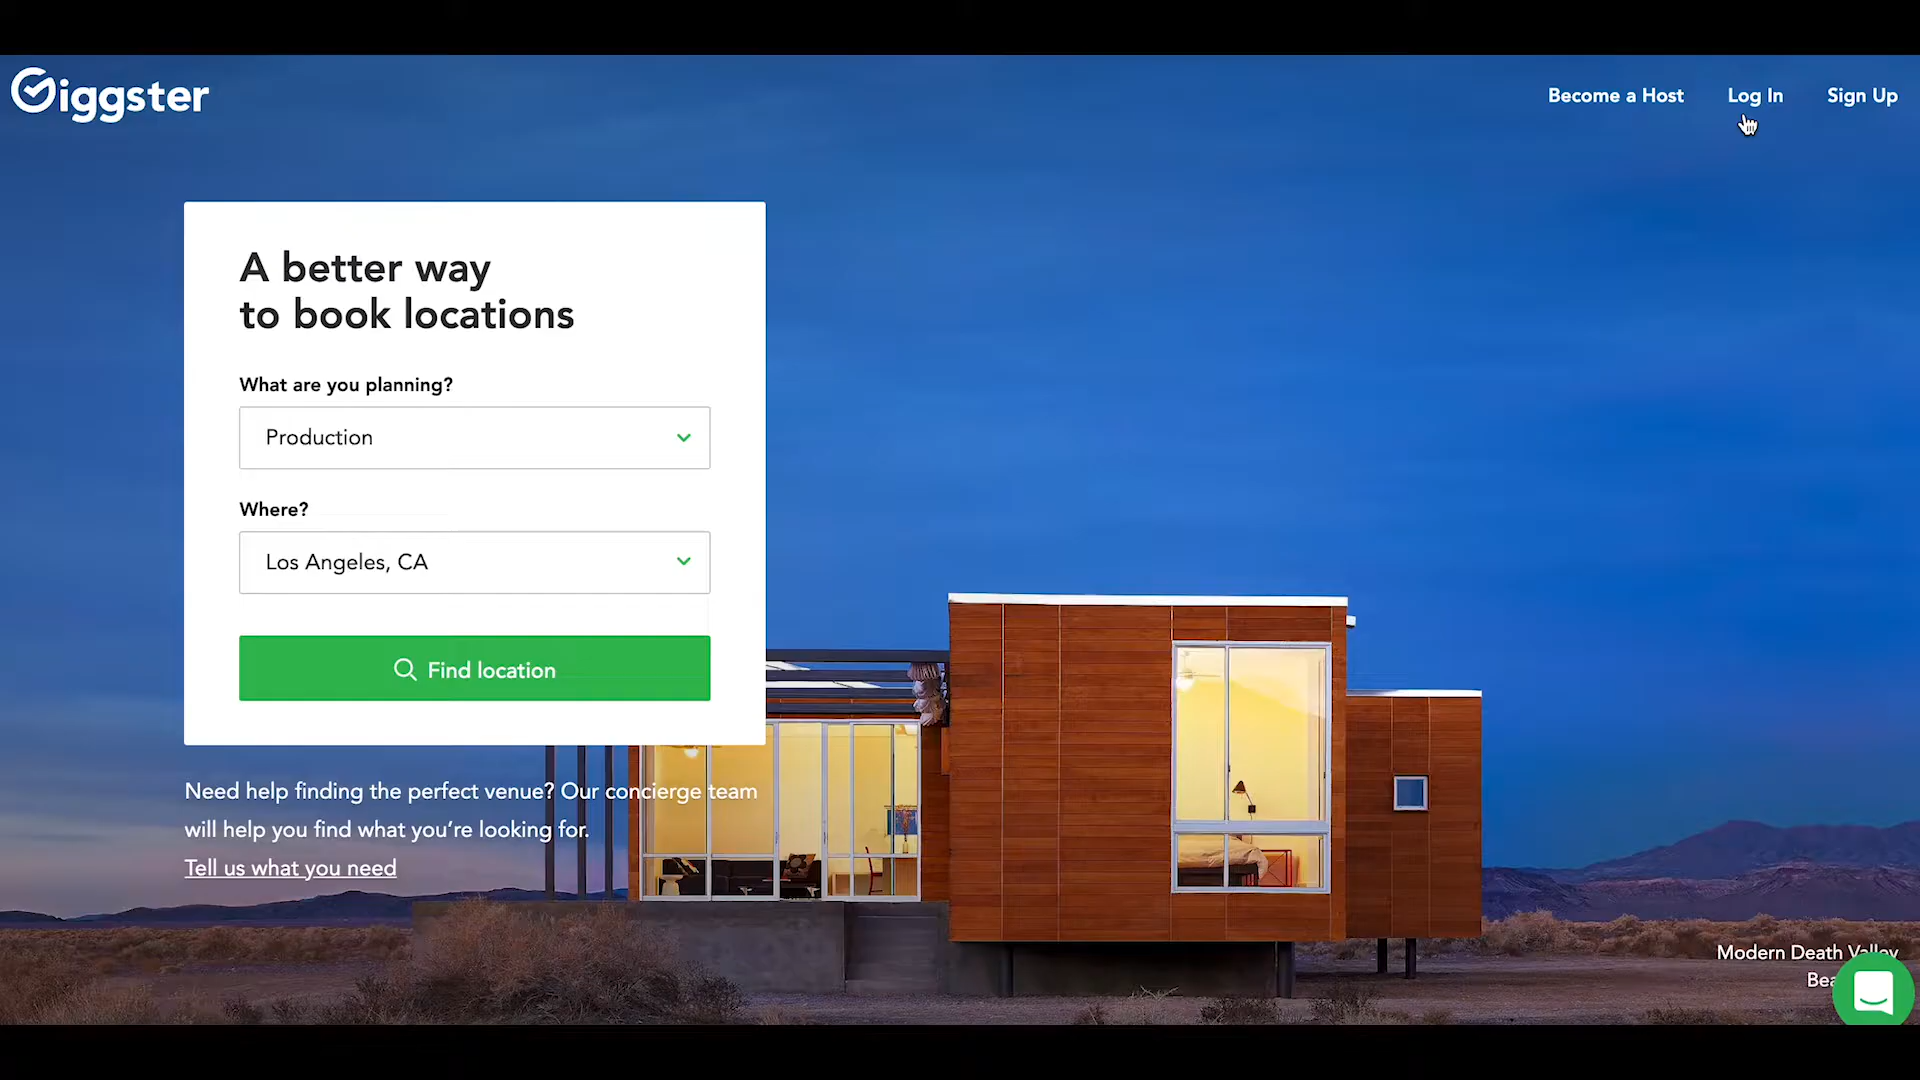 Giggster
Become a Host
Log In
Sign Up
A better way
to book locations
What are you planning?
Production
Where?
Los Angeles, CA
Find location
Need help finding the perfect venue? Our concierge team
will help you find what you’re looking for.
Tell us what you need
Modern Death Valley